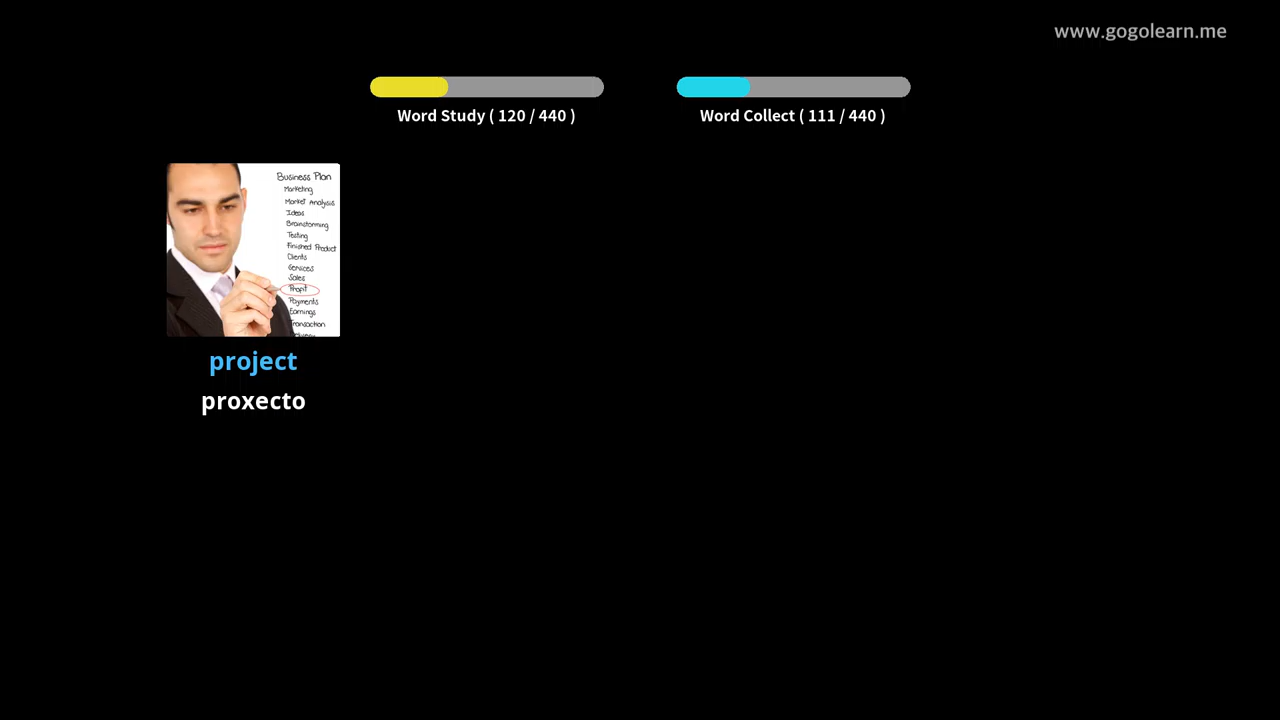 www.gogolearn.me
Word Study ( 120 / 440 )
Word Collect ( 111 / 440 )
Business Plan
Marketing
Market Analysis
Ideas
Brainstorming
Testing
Finished Product
Clients
Services
Sales
Profit
Payments
Earnings
Transaction
Delivery
project
proxecto